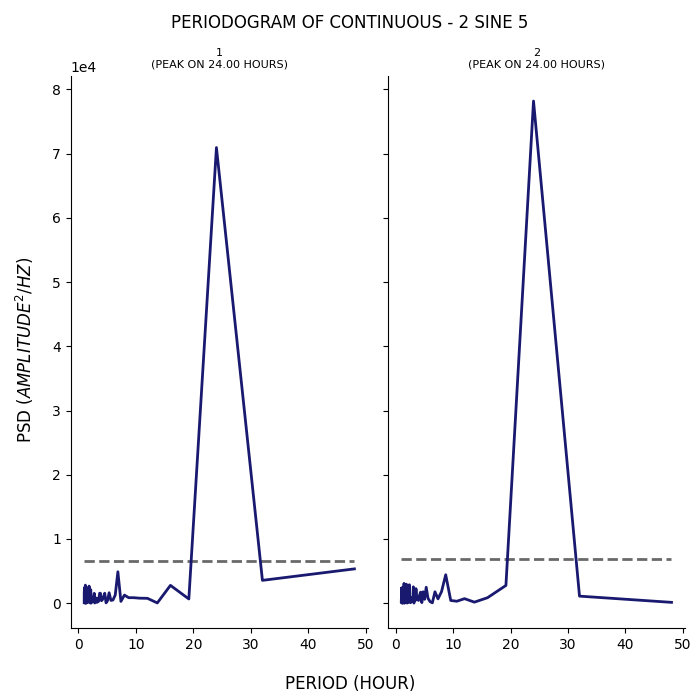 PERIODOGRAM OF CONTINUOUS - 2 SINE 5
1
(PEAK ON 24.00 HOURS)
2
(PEAK ON 24.00 HOURS)
1e4
8
7
6
5
4
3
2
1
0
PSD (AMPLITUDE²/HZ)
0 10 20 30 40 50
0 10 20 30 40 50
PERIOD (HOUR)